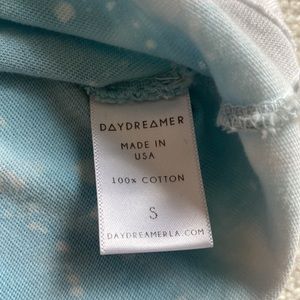 DAYDREAMER
MADE IN
USA
100% COTTON
S
DAYDREAMERLA.COM